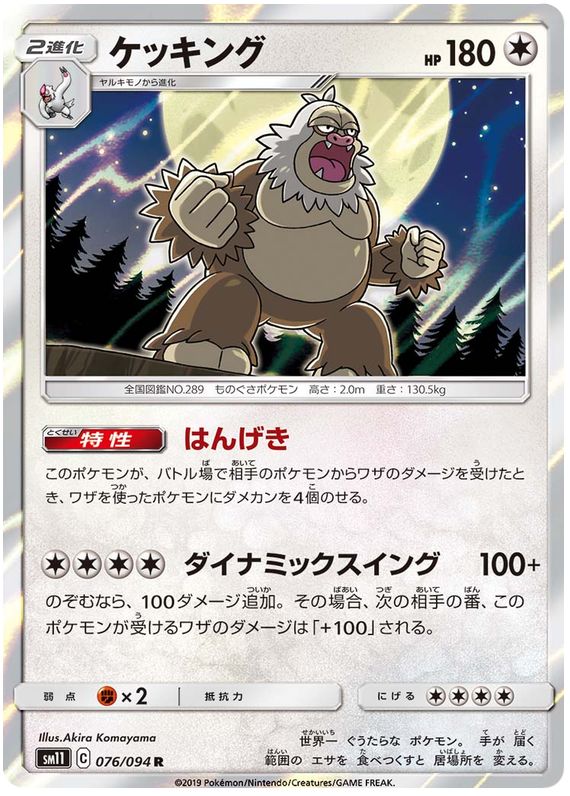 2進化 ケッキング HP 180
ヤルキモノから進化
全国図鑑NO.289 ものぐさポケモン 高さ：2.0m 重さ：130.5kg
とくせい
特性 はんげき
このポケモンが、バトル場で相手のポケモンからワザのダメージを受けたと
き、ワザを使ったポケモンにダメカンを4個のせる。
ダイナミックスイング 100+
のぞむなら、100ダメージ追加。その場合、次の相手の番、この
ポケモンが受けるワザのダメージは「+100」される。
弱点 ×2 抵抗力 にげる
Illus.Akira Komayama
世界一 ぐうたらな ポケモン。 手が 届く
SM11 C 076/094 R
範囲の エサを 食べつくすと 居場所を 変える。
©2019 Pokémon/Nintendo/Creatures/GAME FREAK.